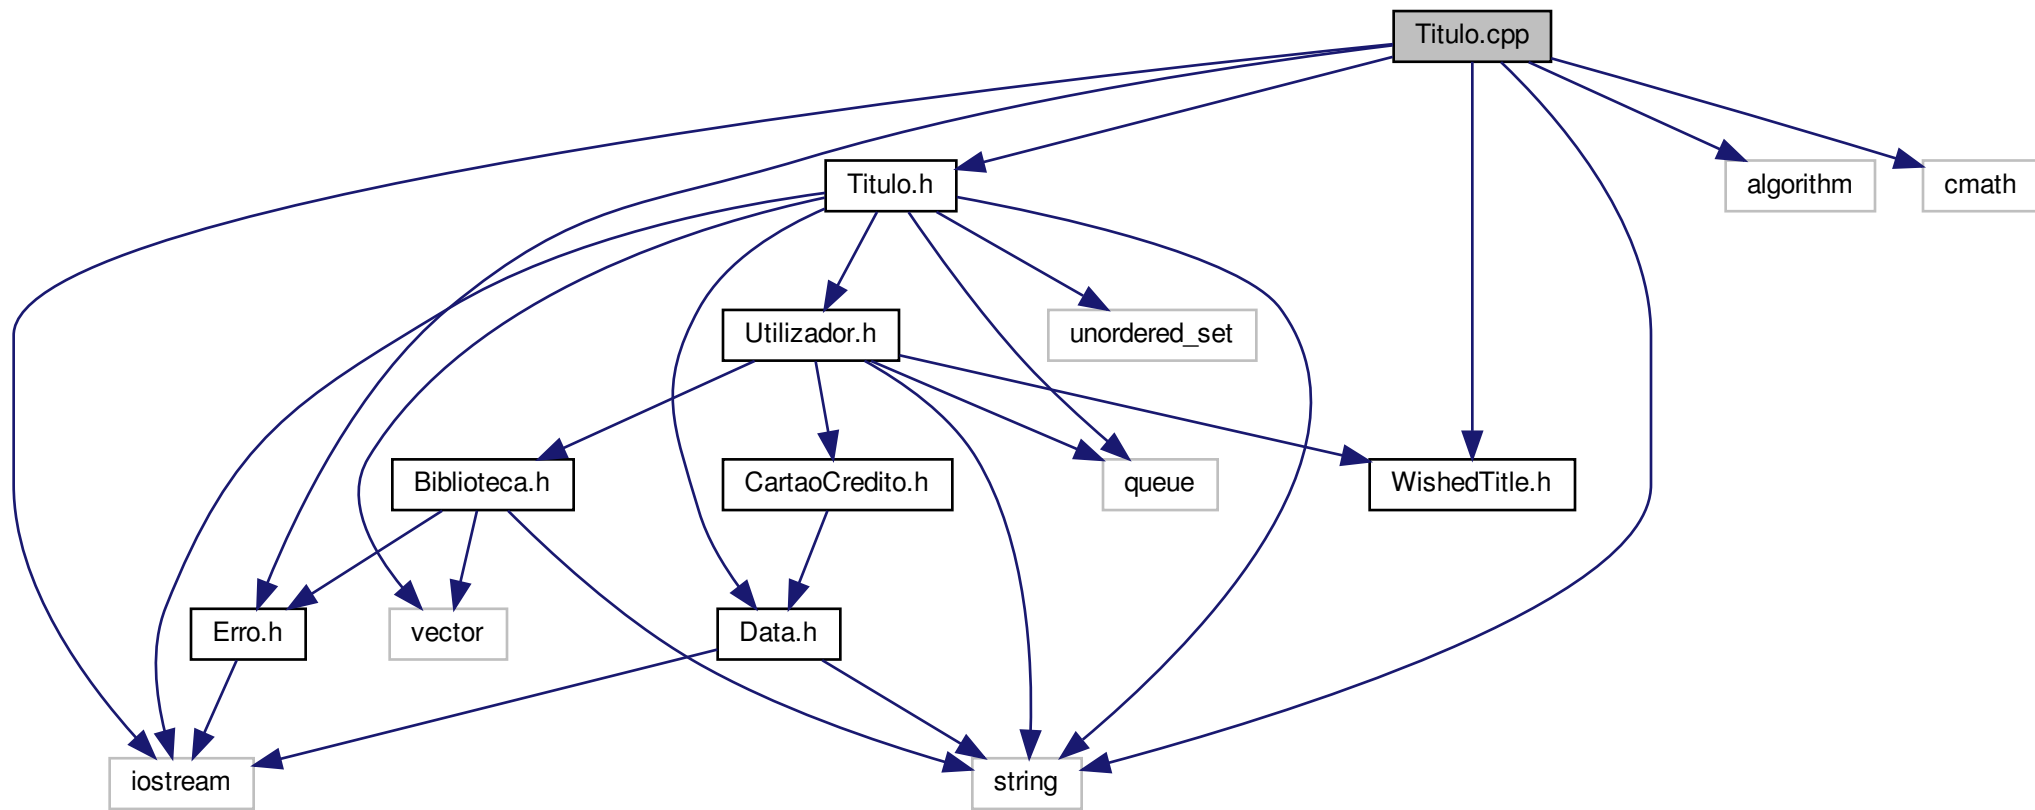 Titulo.cpp
Titulo.h
algorithm
cmath
Utilizador.h
unordered_set
Biblioteca.h
CartaoCredito.h
queue
WishedTitle.h
Erro.h
vector
Data.h
iostream
string